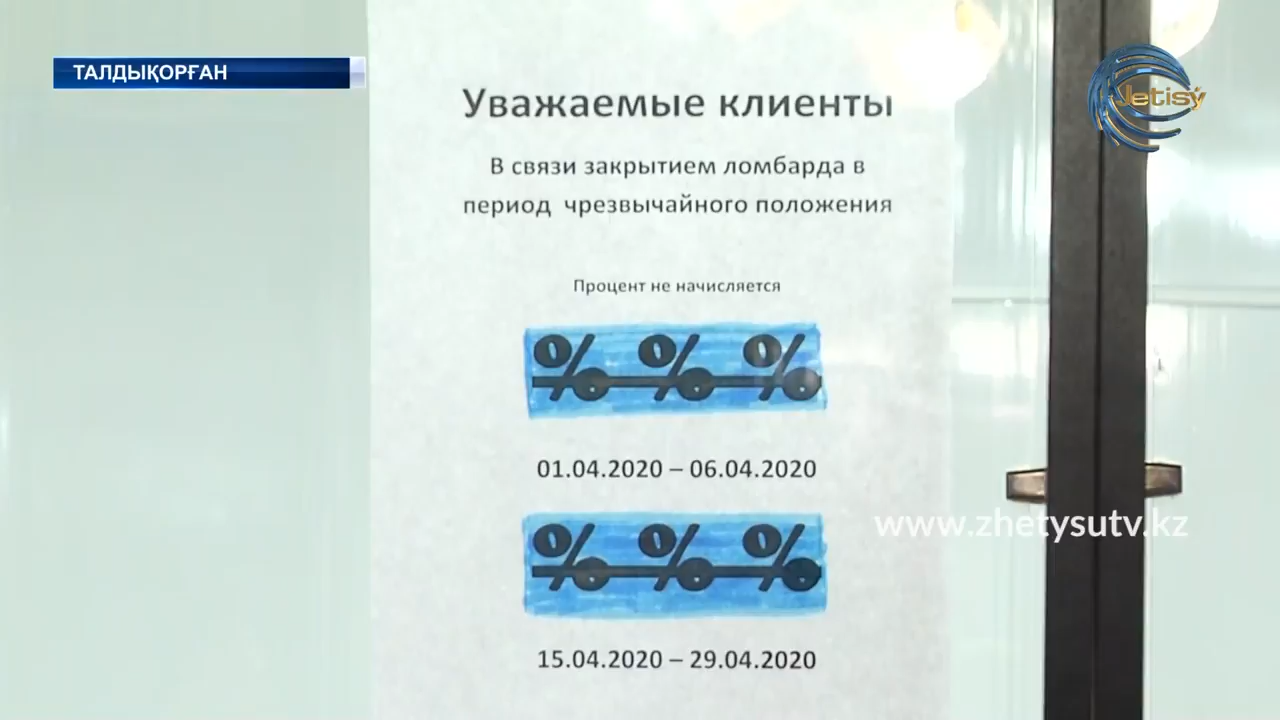 ТАЛДЫҚОРҒАН
Jetisý
Уважаемые клиенты
В связи закрытием ломбарда в
период чрезвычайного положения
Процент не начисляется
% % %
01.04.2020 – 06.04.2020
www.zhetysutv.kz
% % %
15.04.2020 – 29.04.2020